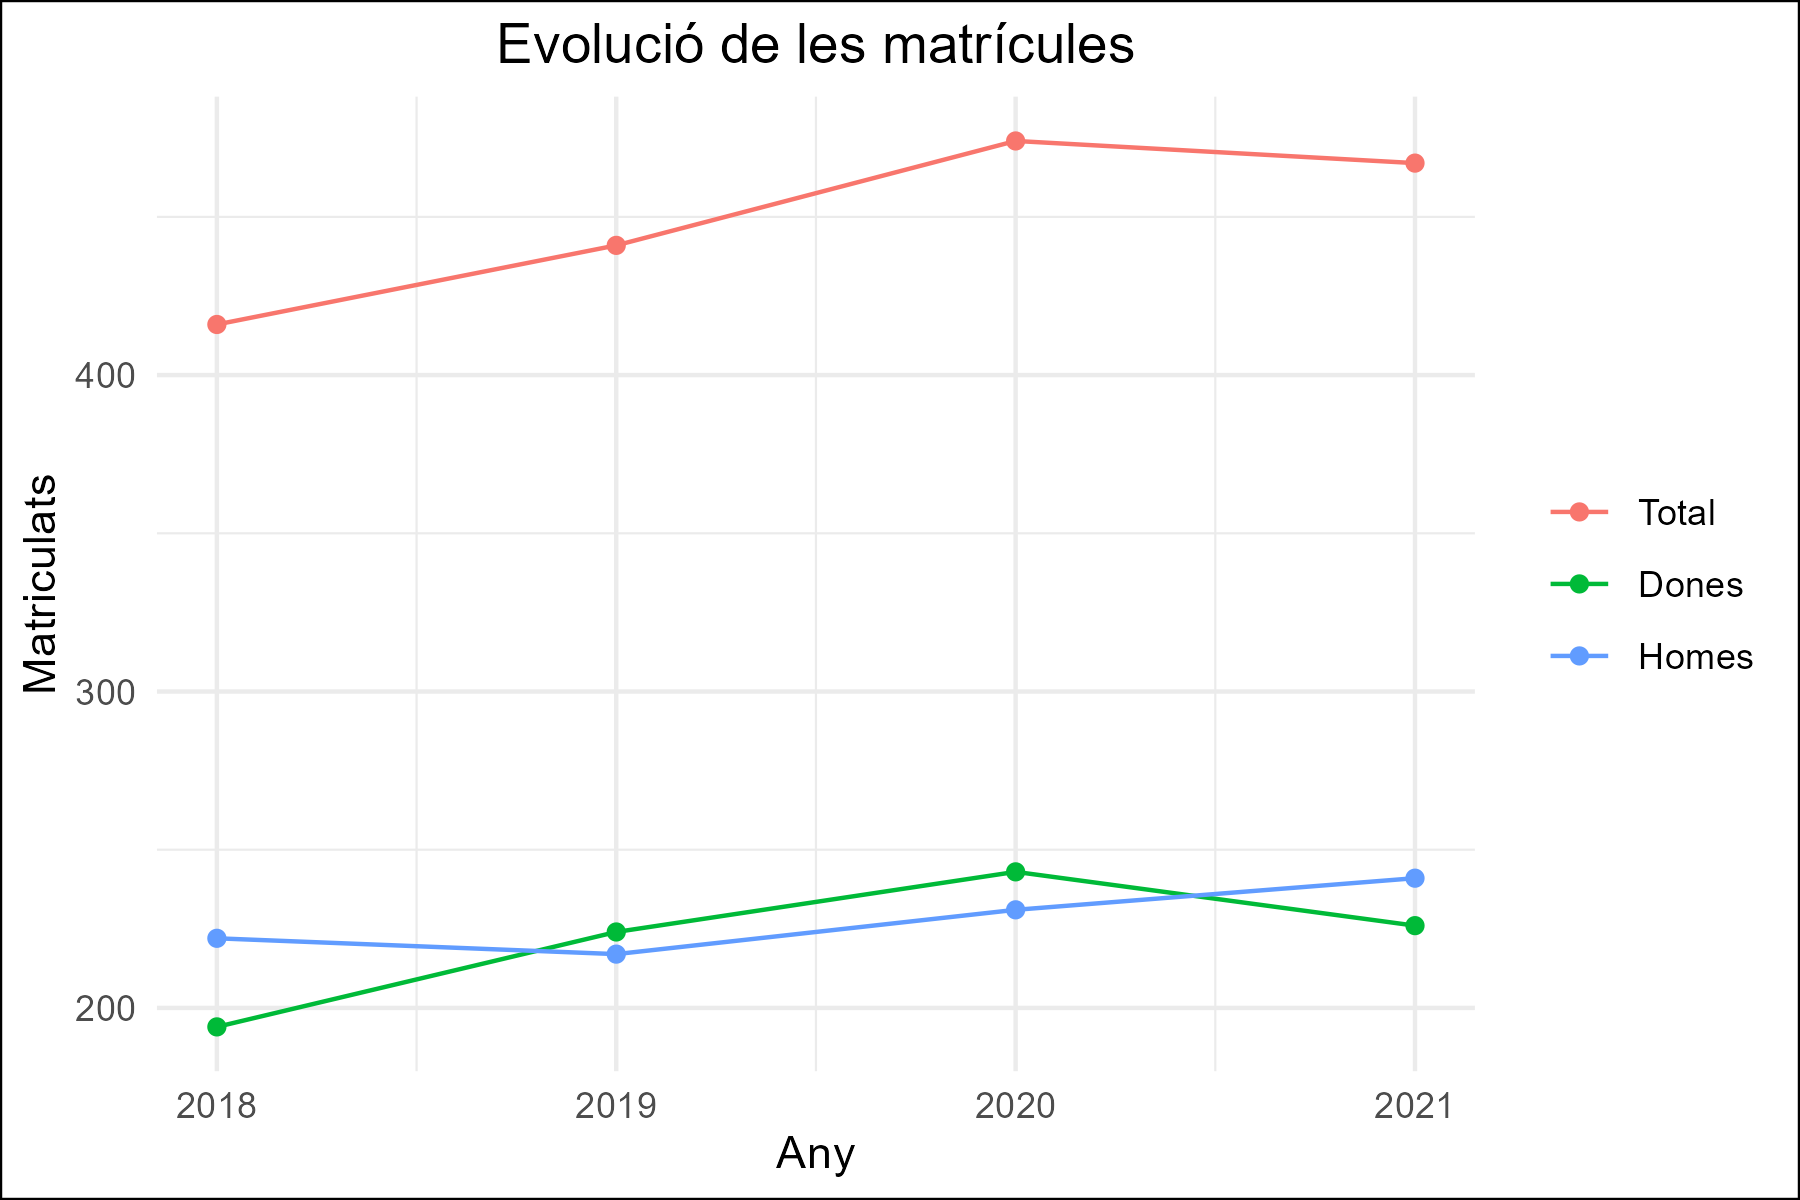 Evolució de les matrícules
Matriculats
400
300
200
2018
2019
2020
2021
Any
Total
Dones
Homes